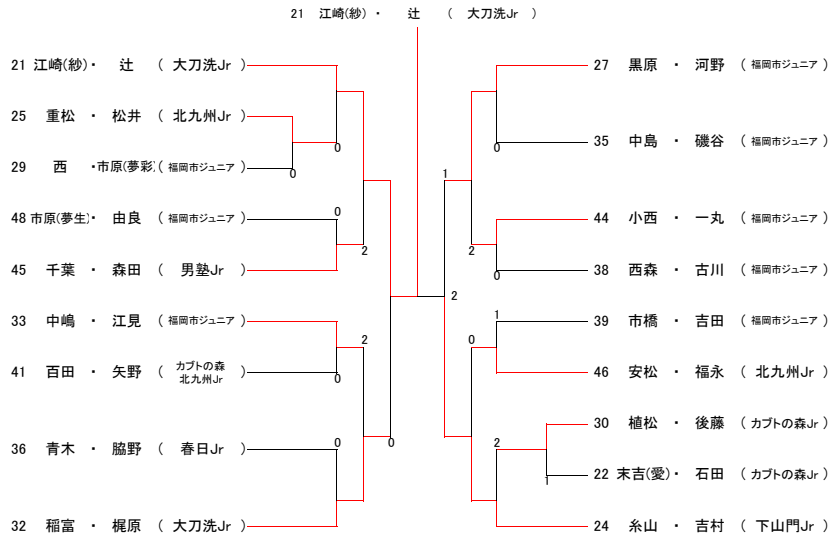 21 江崎(紗)・ 辻 ( 大刀洗Jr )
21 江崎(紗)・ 辻 ( 大刀洗Jr )
25 重松 ・ 松井 ( 北九州Jr )
0
29 西 ・市原(夢彩)( 福岡市ジュニア )
0
48 市原(夢生)・ 由良 ( 福岡市ジュニア )
0
2
45 千葉 ・ 森田 ( 男塾Jr )
33 中嶋 ・ 江見 ( 福岡市ジュニア )
2
41 百田 ・ 矢野 ( カブトの森
北九州Jr )
0
36 青木 ・ 脇野 ( 春日Jr )
0
0
32 稲富 ・ 梶原 ( 大刀洗Jr )
2
27 黒原 ・ 河野 ( 福岡市ジュニア )
35 中島 ・ 磯谷 ( 福岡市ジュニア )
0
1
44 小西 ・ 一丸 ( 福岡市ジュニア )
2
38 西森 ・ 古川 ( 福岡市ジュニア )
0
39 市橋 ・ 吉田 ( 福岡市ジュニア )
1
0
46 安松 ・ 福永 ( 北九州Jr )
30 植松 ・ 後藤 ( カブトの森Jr )
2
22 末吉(愛)・ 石田 ( カブトの森Jr )
1
24 糸山 ・ 吉村 ( 下山門Jr )